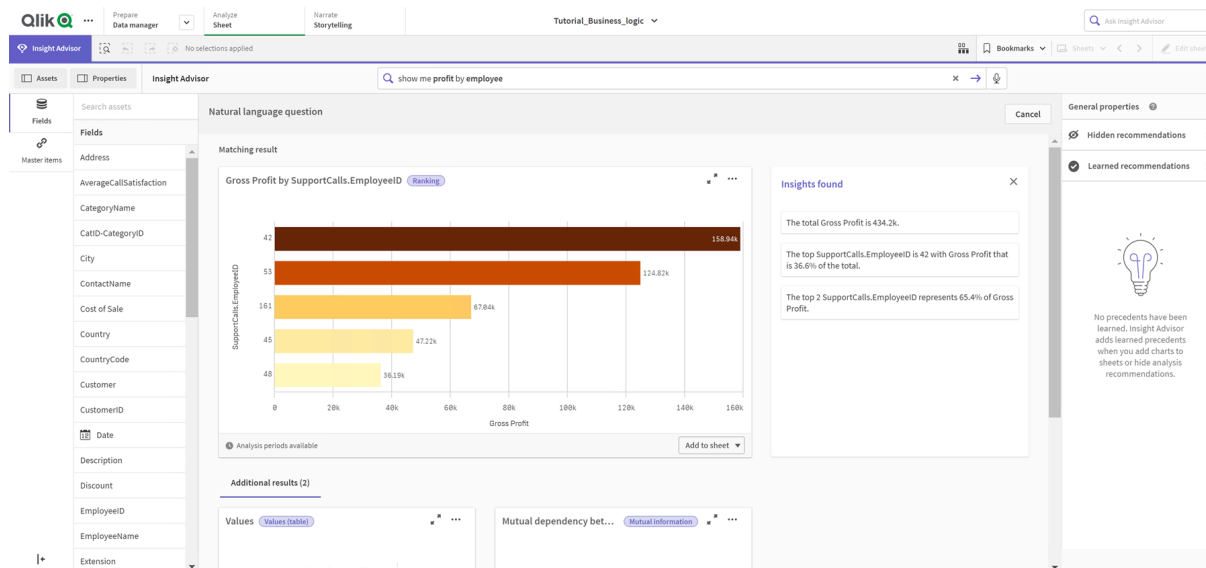 Qlik
Prepare
Data manager
Analyze
Sheet
Narrate
Storytelling
Tutorial_Business_logic
Ask Insight Advisor
Insight Advisor
No selections applied
Bookmarks
Sheets
Edit sheet
Assets
Properties
Insight Advisor
show me profit by employee
Fields
Master items
Search assets
Fields
Address
AverageCallSatisfaction
CategoryName
CatID-CategoryID
City
ContactName
Cost of Sale
Country
CountryCode
Customer
CustomerID
Date
Description
Discount
EmployeeID
EmployeeName
Extension
Natural language question
Cancel
Matching result
Gross Profit by SupportCalls.EmployeeID
Ranking
SupportCalls.EmployeeID
42
158.94k
53
124.82k
161
67.04k
45
47.22k
48
36.19k
0 20k 40k 60k 80k 100k 120k 140k 160k
Gross Profit
Analysis periods available
Add to sheet
Insights found
The total Gross Profit is 434.2k.
The top SupportCalls.EmployeeID is 42 with Gross Profit that
is 36.6% of the total.
The top 2 SupportCalls.EmployeeID represents 65.4% of Gross
Profit.
Additional results (2)
Values
Values (table)
Mutual dependency bet...
Mutual information
General properties
Hidden recommendations
Learned recommendations
No precedents have been
learned. Insight Advisor
adds learned precedents
when you add charts to
sheets or hide analysis
recommendations.